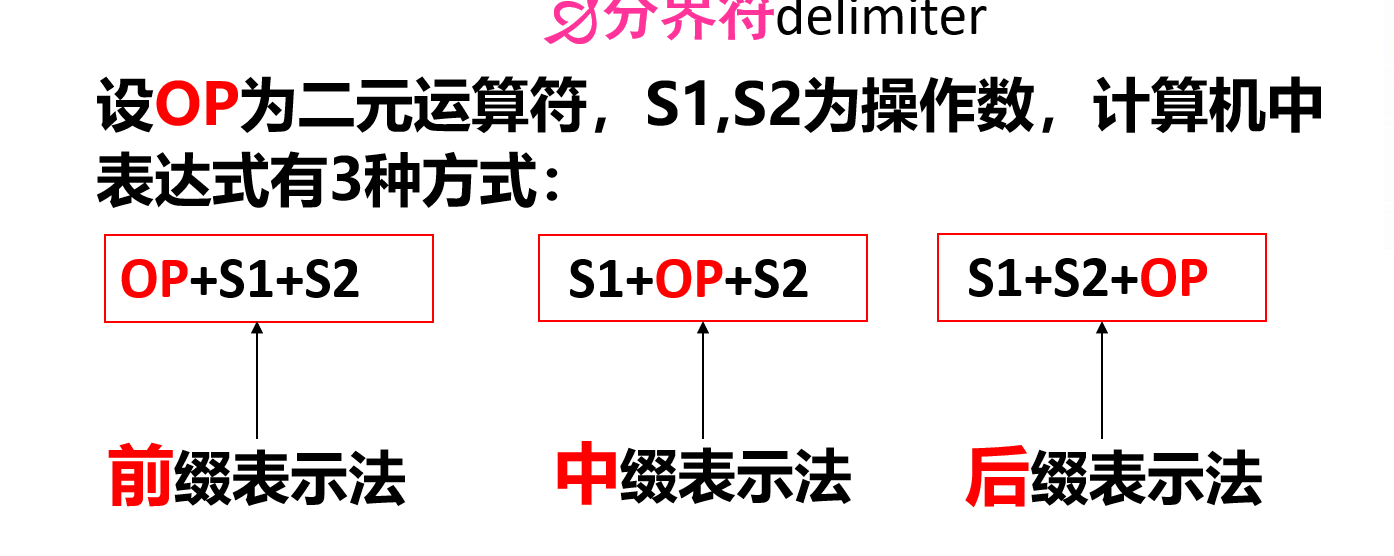 分界符delimiter
设OP为二元运算符，S1,S2为操作数，计算机中
表达式有3种方式：
OP+S1+S2
S1+OP+S2
S1+S2+OP
前缀表示法
中缀表示法
后缀表示法